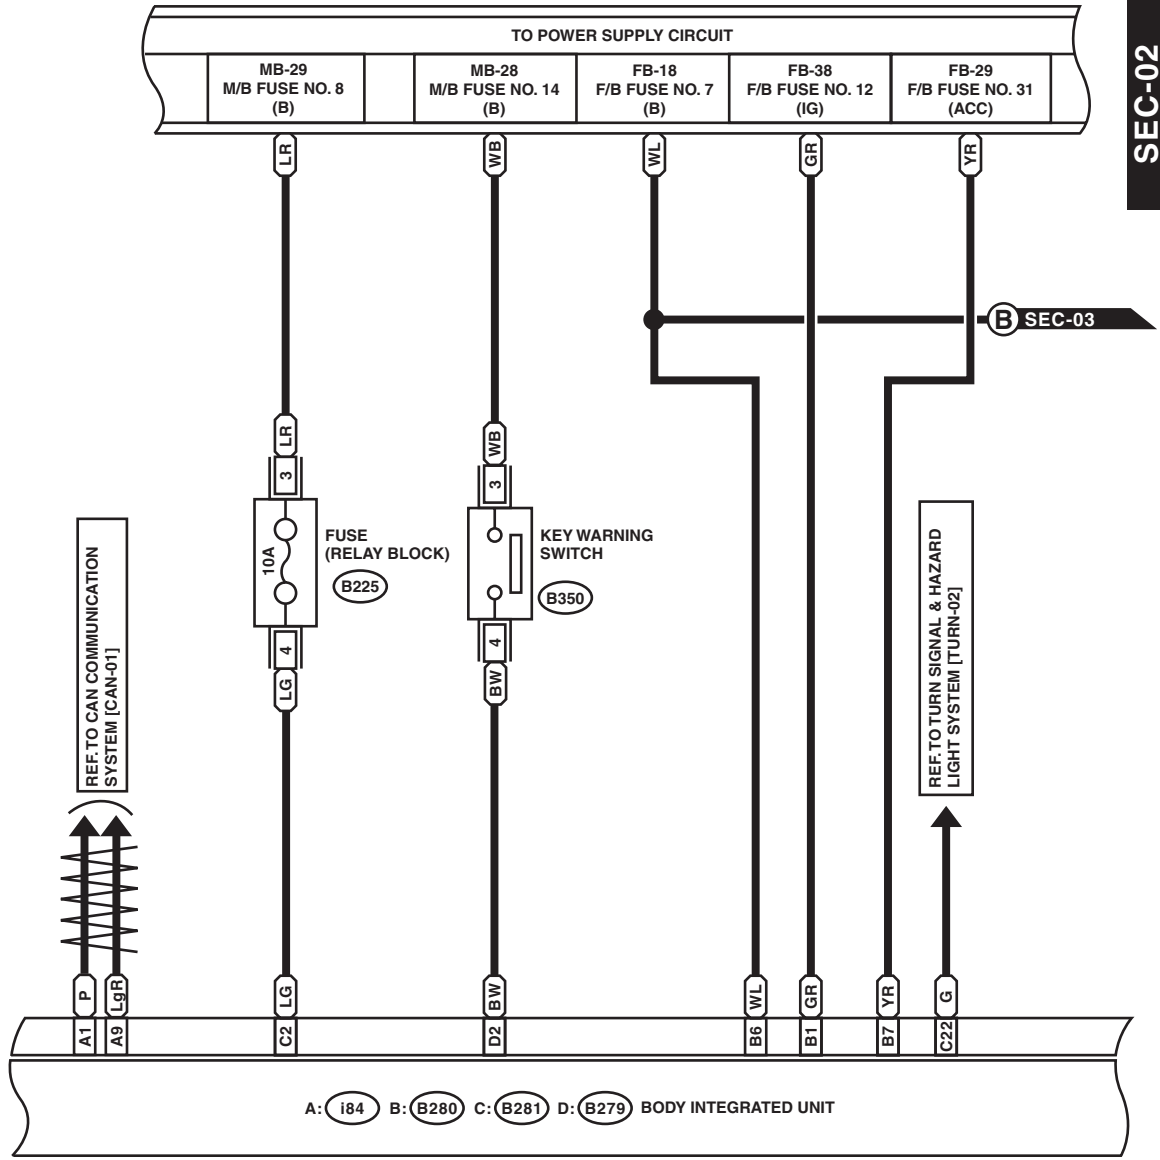 SEC-02
TO POWER SUPPLY CIRCUIT
MB-29
M/B FUSE NO. 8
(B)
MB-28
M/B FUSE NO. 14
(B)
FB-18
F/B FUSE NO. 7
(B)
FB-38
F/B FUSE NO. 12
(IG)
FB-29
F/B FUSE NO. 31
(ACC)
LR
WB
WL
GR
YR
B SEC-03
LR
3
10A
FUSE
(RELAY BLOCK)
B225
4
LG
WB
3
KEY WARNING
SWITCH
B350
4
BW
REF. TO CAN COMMUNICATION
SYSTEM [CAN-01]
REF. TO TURN SIGNAL & HAZARD
LIGHT SYSTEM [TURN-02]
P
LgR
LG
BW
WL
GR
YR
G
A1
A9
C2
D2
B6
B1
B7
C22
A: i84 B: B280 C: B281 D: B279 BODY INTEGRATED UNIT